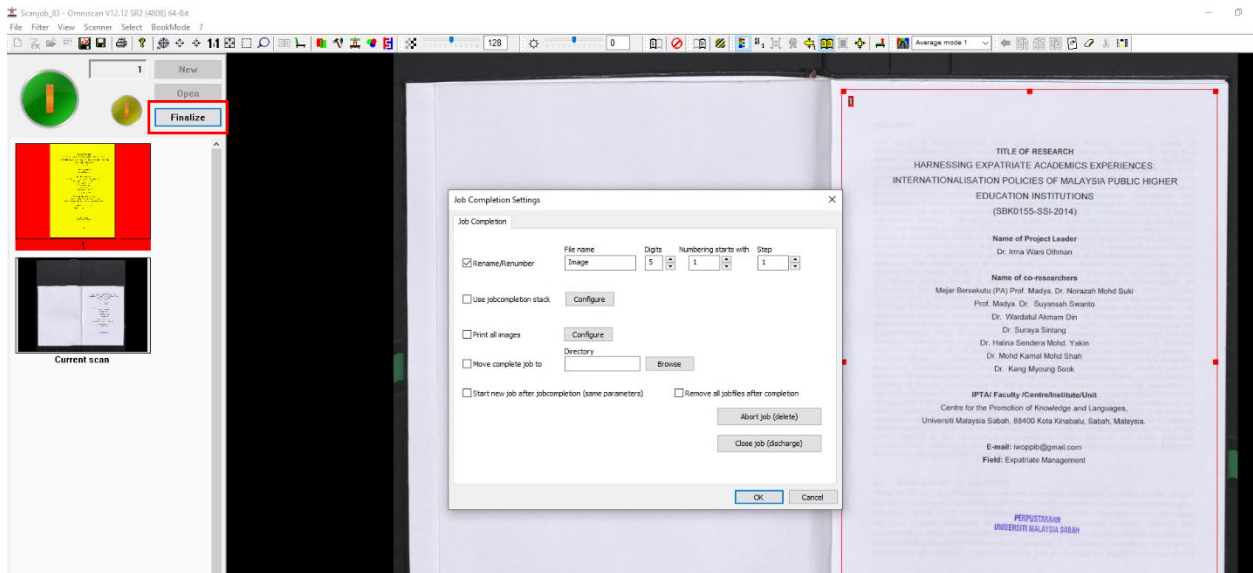 Scanjob_83 - Omniscan V12.12 SR2 (4808) 64-Bit
File Filter View Scanner Select BookMode ?
1:1 128 0 Average mode 1
1 New
Open
Finalize
1
Current scan
Job Completion Settings
Job Completion
File name Digits Numbering starts with Step
Rename/Renumber Image 5 1 1
Use jobcompletion stack Configure
Print all images Configure
Directory
Move complete job to Browse
Start new job after jobcompletion (same parameters) Remove all jobfiles after completion
Abort job (delete)
Close job (discharge)
OK Cancel
1
TITLE OF RESEARCH
HARNESSING EXPATRIATE ACADEMICS EXPERIENCES:
INTERNATIONALISATION POLICIES OF MALAYSIA PUBLIC HIGHER
EDUCATION INSTITUTIONS
(SBK0155-SSI-2014)
Name of Project Leader
Dr. Irma Wani Othman
Name of co-researchers
Mejar Bersekutu (PA) Prof. Madya. Dr. Norazah Mohd Suki
Prof. Madya. Dr. Suyansah Swanto
Dr. Wardatul Akmam Din
Dr. Suraya Sintang
Dr. Halina Sendera Mohd. Yakin
Dr. Mohd Kamal Mohd Shah
Dr. Kang Myoung Sook
IPTA/ Faculty /Centre/Institute/Unit
Centre for the Promotion of Knowledge and Languages,
Universiti Malaysia Sabah, 88400 Kota Kinabalu, Sabah, Malaysia.
E-mail: iwoppib@gmail.com
Field: Expatriate Management
PERPUSTAKAAN
UNIVERSITI MALAYSIA SABAH